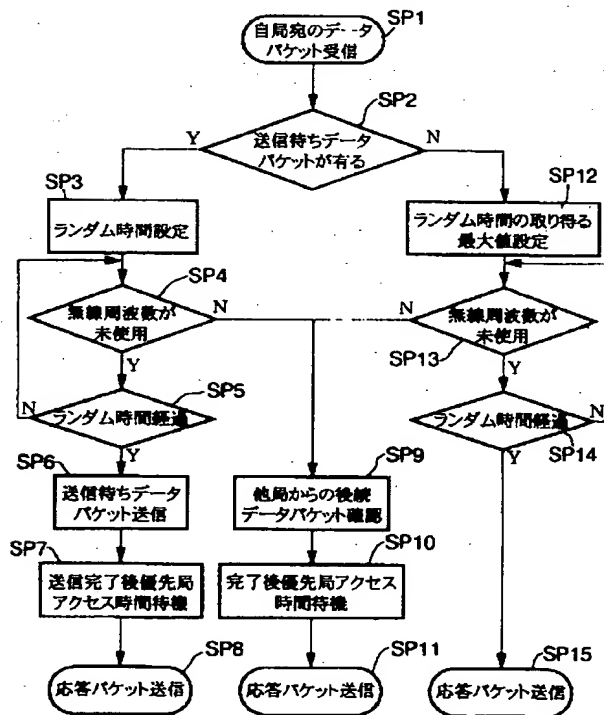 SP1
自局宛のデータ
パケット受信
SP2
送信待ちデータ
パケットが有る
Y
N
SP3
ランダム時間設定
SP12
ランダム時間の取り得る
最大値設定
SP4
無線周波数が
未使用
N
Y
N
無線周波数が
未使用
SP13
Y
SP5
ランダム時間経過
N
Y
ランダム時間経過
N
SP14
Y
SP6
送信待ちデータ
パケット送信
SP9
他局からの後続
データパケット確認
SP7
送信完了後優先局
アクセス時間待機
SP10
完了後優先局アクセス
時間待機
SP8
応答パケット送信
SP11
応答パケット送信
SP15
応答パケット送信